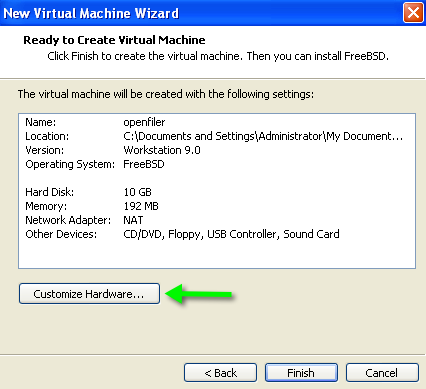 New Virtual Machine Wizard
Ready to Create Virtual Machine
Click Finish to create the virtual machine. Then you can install FreeBSD.
The virtual machine will be created with the following settings:
Name: openfiler
Location: C:\Documents and Settings\Administrator\My Document...
Version: Workstation 9.0
Operating System: FreeBSD
Hard Disk: 10 GB
Memory: 192 MB
Network Adapter: NAT
Other Devices: CD/DVD, Floppy, USB Controller, Sound Card
Customize Hardware...
< Back Finish Cancel